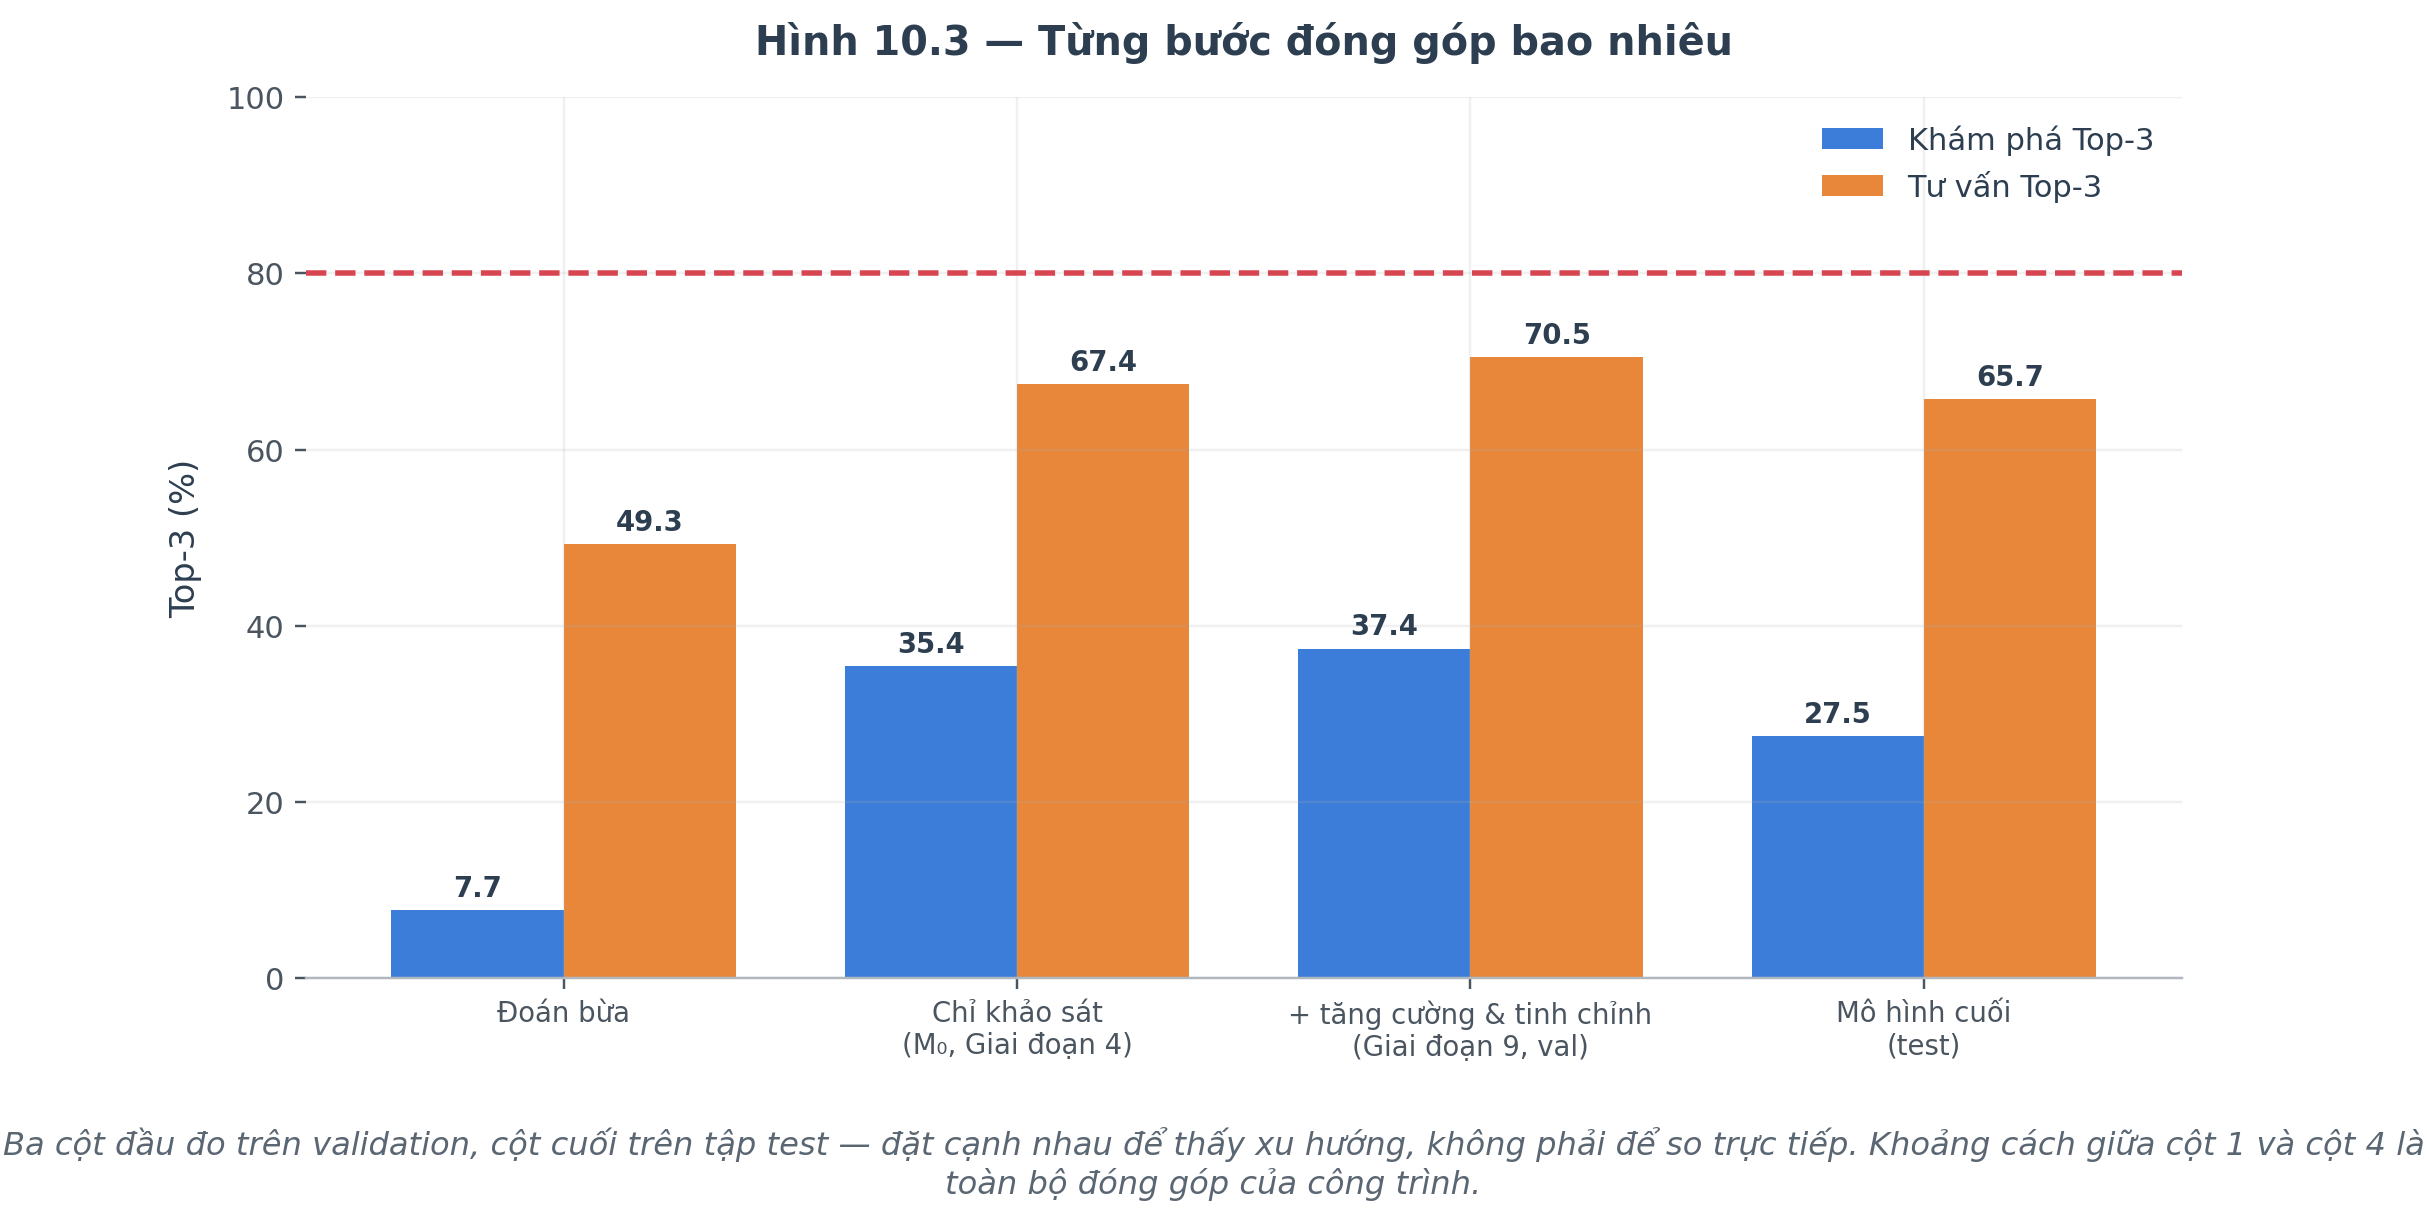 Hình 10.3 — Từng bước đóng góp bao nhiêu
Top-3 (%)
100
80
60
40
20
0
Khám phá Top-3
Tư vấn Top-3
7.7
49.3
35.4
67.4
37.4
70.5
27.5
65.7
Đoán bừa
Chỉ khảo sát
(M₀, Giai đoạn 4)
+ tăng cường & tinh chỉnh
(Giai đoạn 9, val)
Mô hình cuối
(test)
Ba cột đầu đo trên validation, cột cuối trên tập test — đặt cạnh nhau để thấy xu hướng, không phải để so trực tiếp. Khoảng cách giữa cột 1 và cột 4 là
toàn bộ đóng góp của công trình.